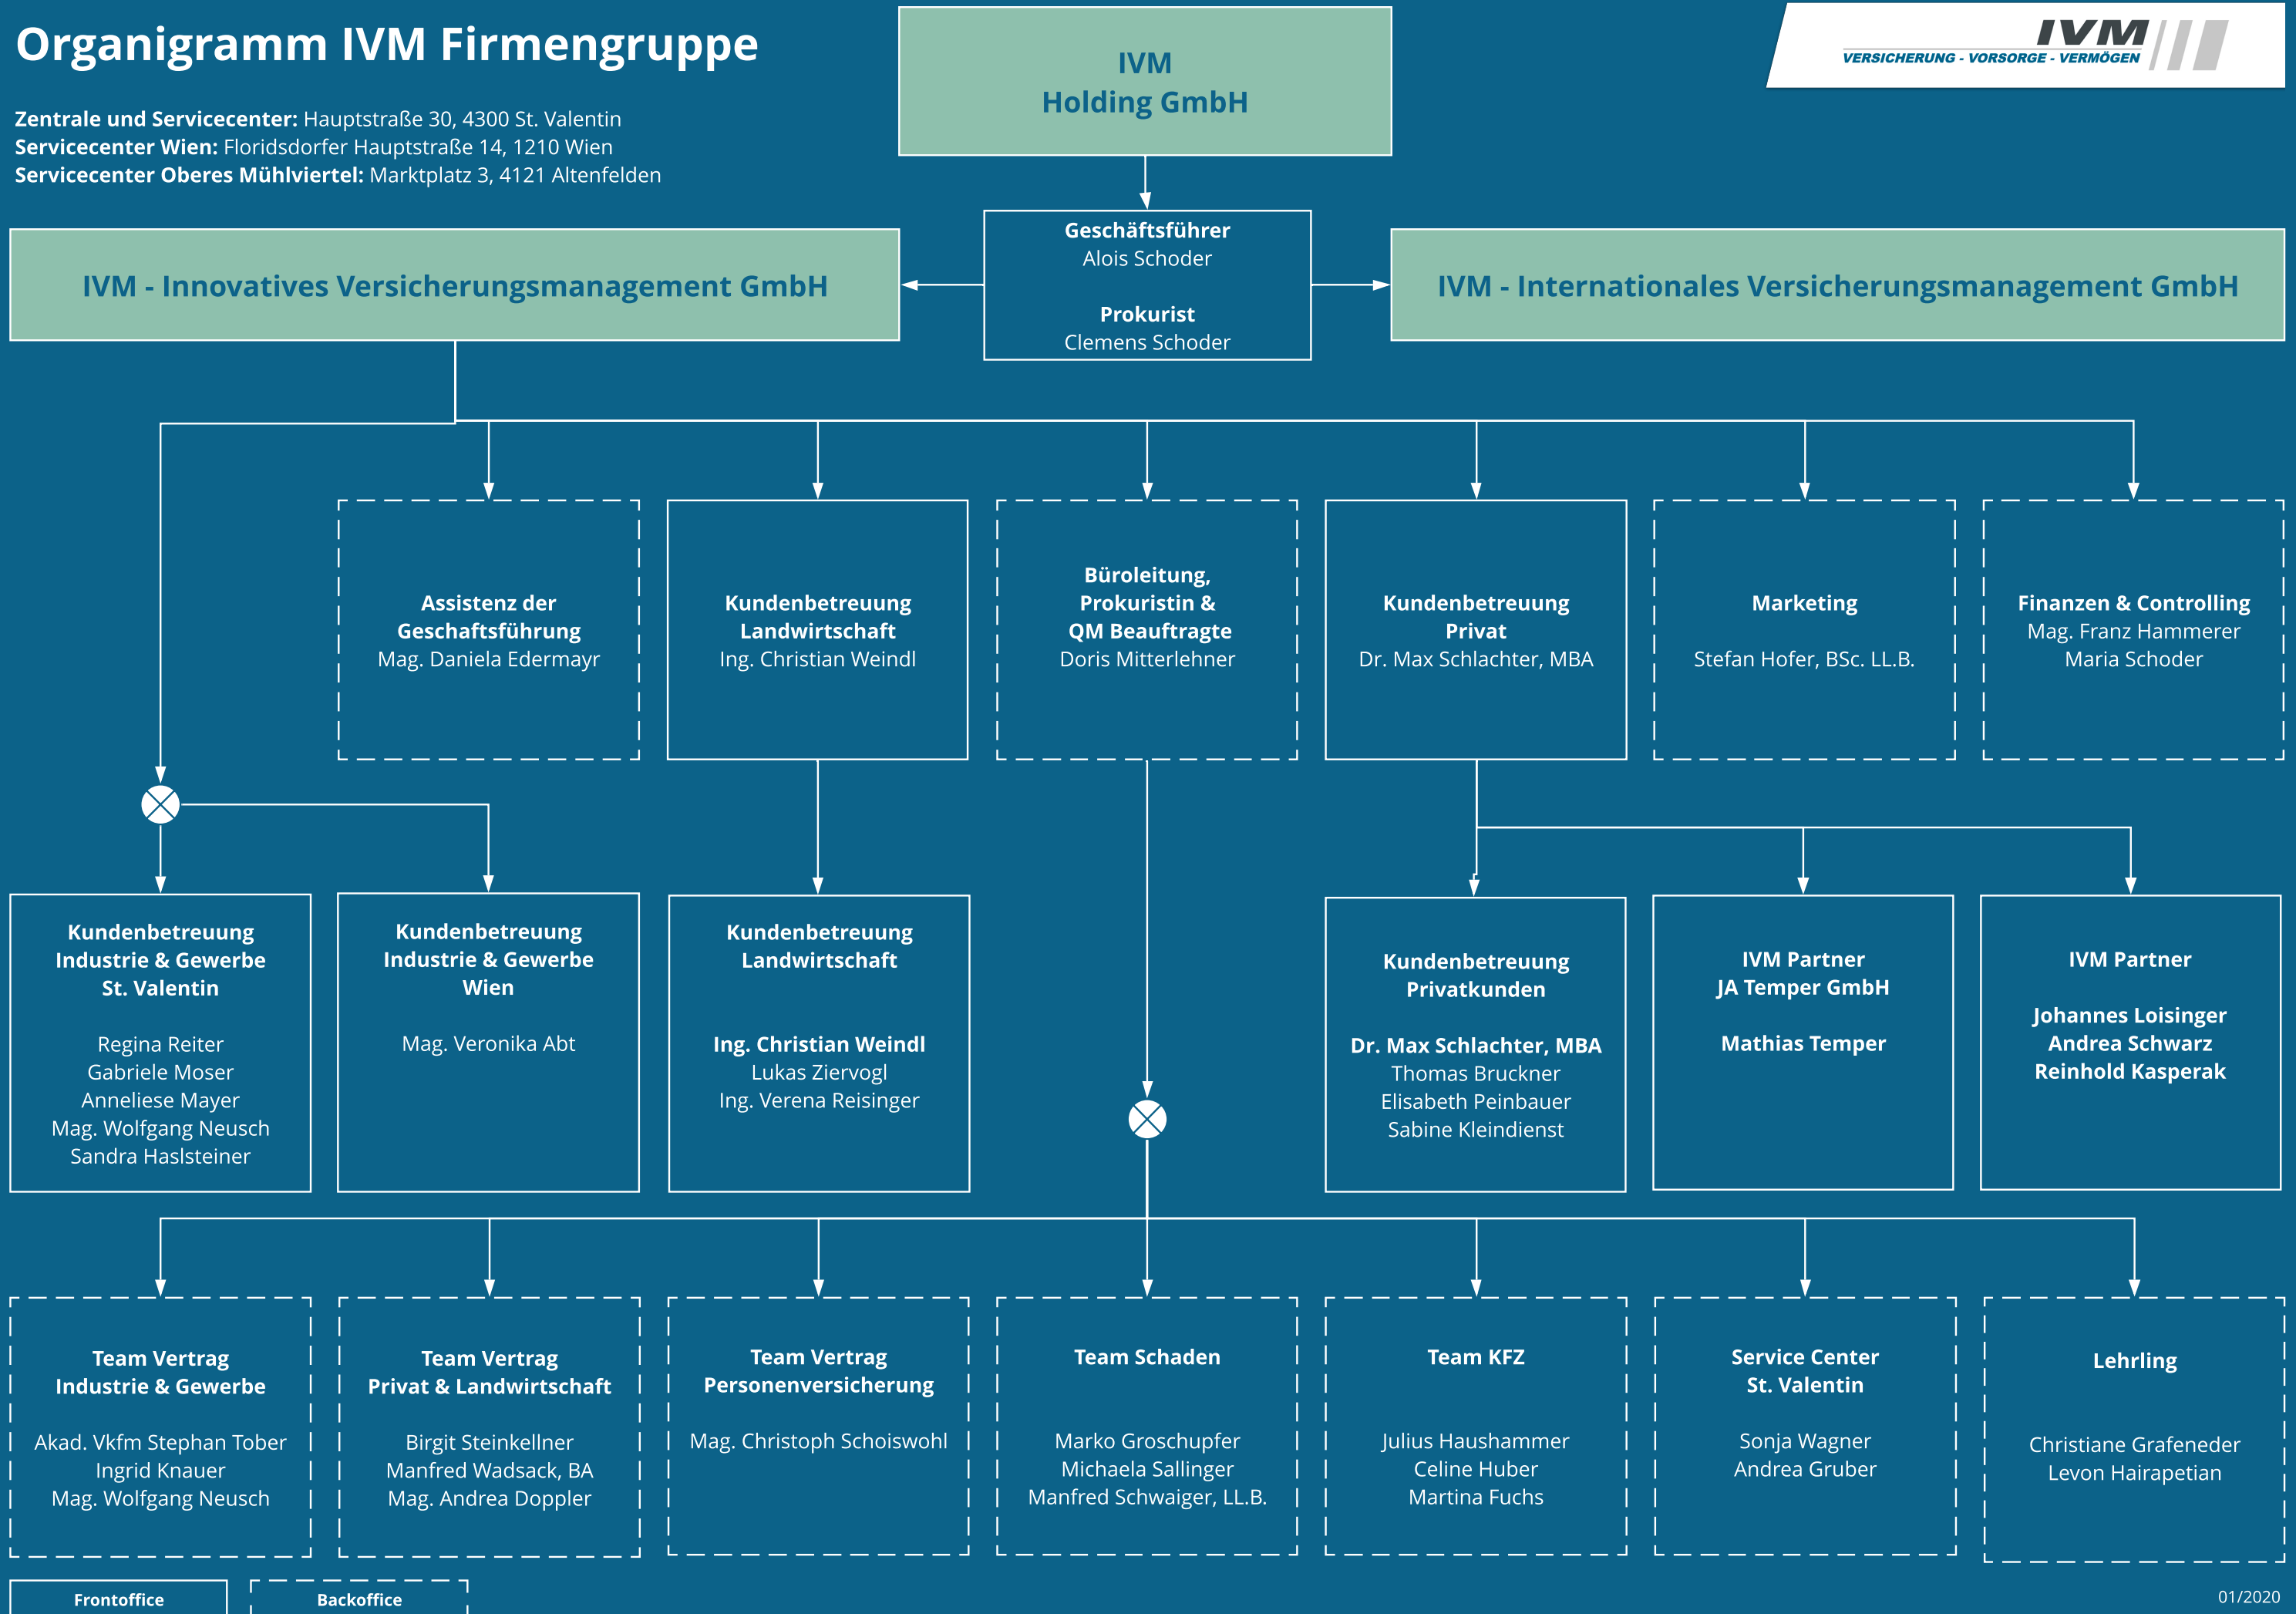 Organigramm IVM Firmengruppe
Zentrale und Servicecenter: Hauptstraße 30, 4300 St. Valentin
Servicecenter Wien: Floridsdorfer Hauptstraße 14, 1210 Wien
Servicecenter Oberes Mühlviertel: Marktplatz 3, 4121 Altenfelden
IVM
Holding GmbH
IVM
VERSICHERUNG - VORSORGE - VERMÖGEN
IVM - Innovatives Versicherungsmanagement GmbH
Geschäftsführer
Alois Schoder
Prokurist
Clemens Schoder
IVM - Internationales Versicherungsmanagement GmbH
Assistenz der
Geschaftsführung
Mag. Daniela Edermayr
Kundenbetreuung
Landwirtschaft
Ing. Christian Weindl
Büroleitung,
Prokuristin &
QM Beauftragte
Doris Mitterlehner
Kundenbetreuung
Privat
Dr. Max Schlachter, MBA
Marketing
Stefan Hofer, BSc. LL.B.
Finanzen & Controlling
Mag. Franz Hammerer
Maria Schoder
Kundenbetreuung
Industrie & Gewerbe
St. Valentin
Regina Reiter
Gabriele Moser
Anneliese Mayer
Mag. Wolfgang Neusch
Sandra Haslsteiner
Kundenbetreuung
Industrie & Gewerbe
Wien
Mag. Veronika Abt
Kundenbetreuung
Landwirtschaft
Ing. Christian Weindl
Lukas Ziervogl
Ing. Verena Reisinger
Kundenbetreuung
Privatkunden
Dr. Max Schlachter, MBA
Thomas Bruckner
Elisabeth Peinbauer
Sabine Kleindienst
IVM Partner
JA Temper GmbH
Mathias Temper
IVM Partner
Johannes Loisinger
Andrea Schwarz
Reinhold Kasperak
Team Vertrag
Industrie & Gewerbe
Akad. Vkfm Stephan Tober
Ingrid Knauer
Mag. Wolfgang Neusch
Team Vertrag
Privat & Landwirtschaft
Birgit Steinkellner
Manfred Wadsack, BA
Mag. Andrea Doppler
Team Vertrag
Personenversicherung
Mag. Christoph Schoiswohl
Team Schaden
Marko Groschupfer
Michaela Sallinger
Manfred Schwaiger, LL.B.
Team KFZ
Julius Haushammer
Celine Huber
Martina Fuchs
Service Center
St. Valentin
Sonja Wagner
Andrea Gruber
Lehrling
Christiane Grafeneder
Levon Hairapetian
Frontoffice
Backoffice
01/2020